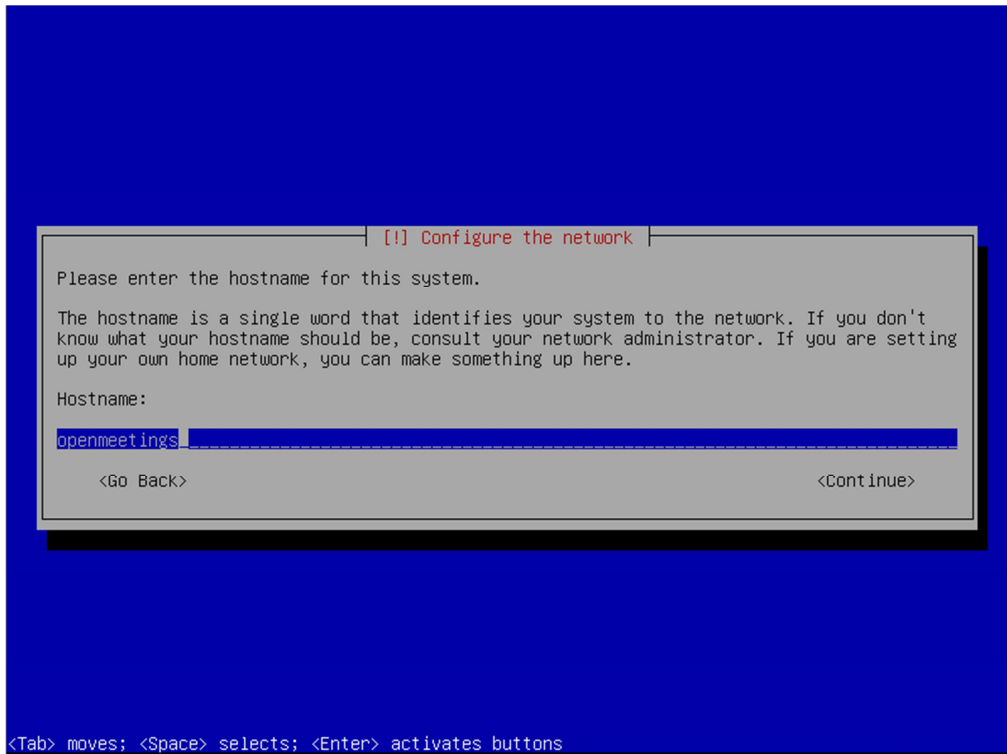 [!] Configure the network
Please enter the hostname for this system.
The hostname is a single word that identifies your system to the network. If you don't
know what your hostname should be, consult your network administrator. If you are setting
up your own home network, you can make something up here.
Hostname:
openmeetings
<Go Back> <Continue>
<Tab> moves; <Space> selects; <Enter> activates buttons